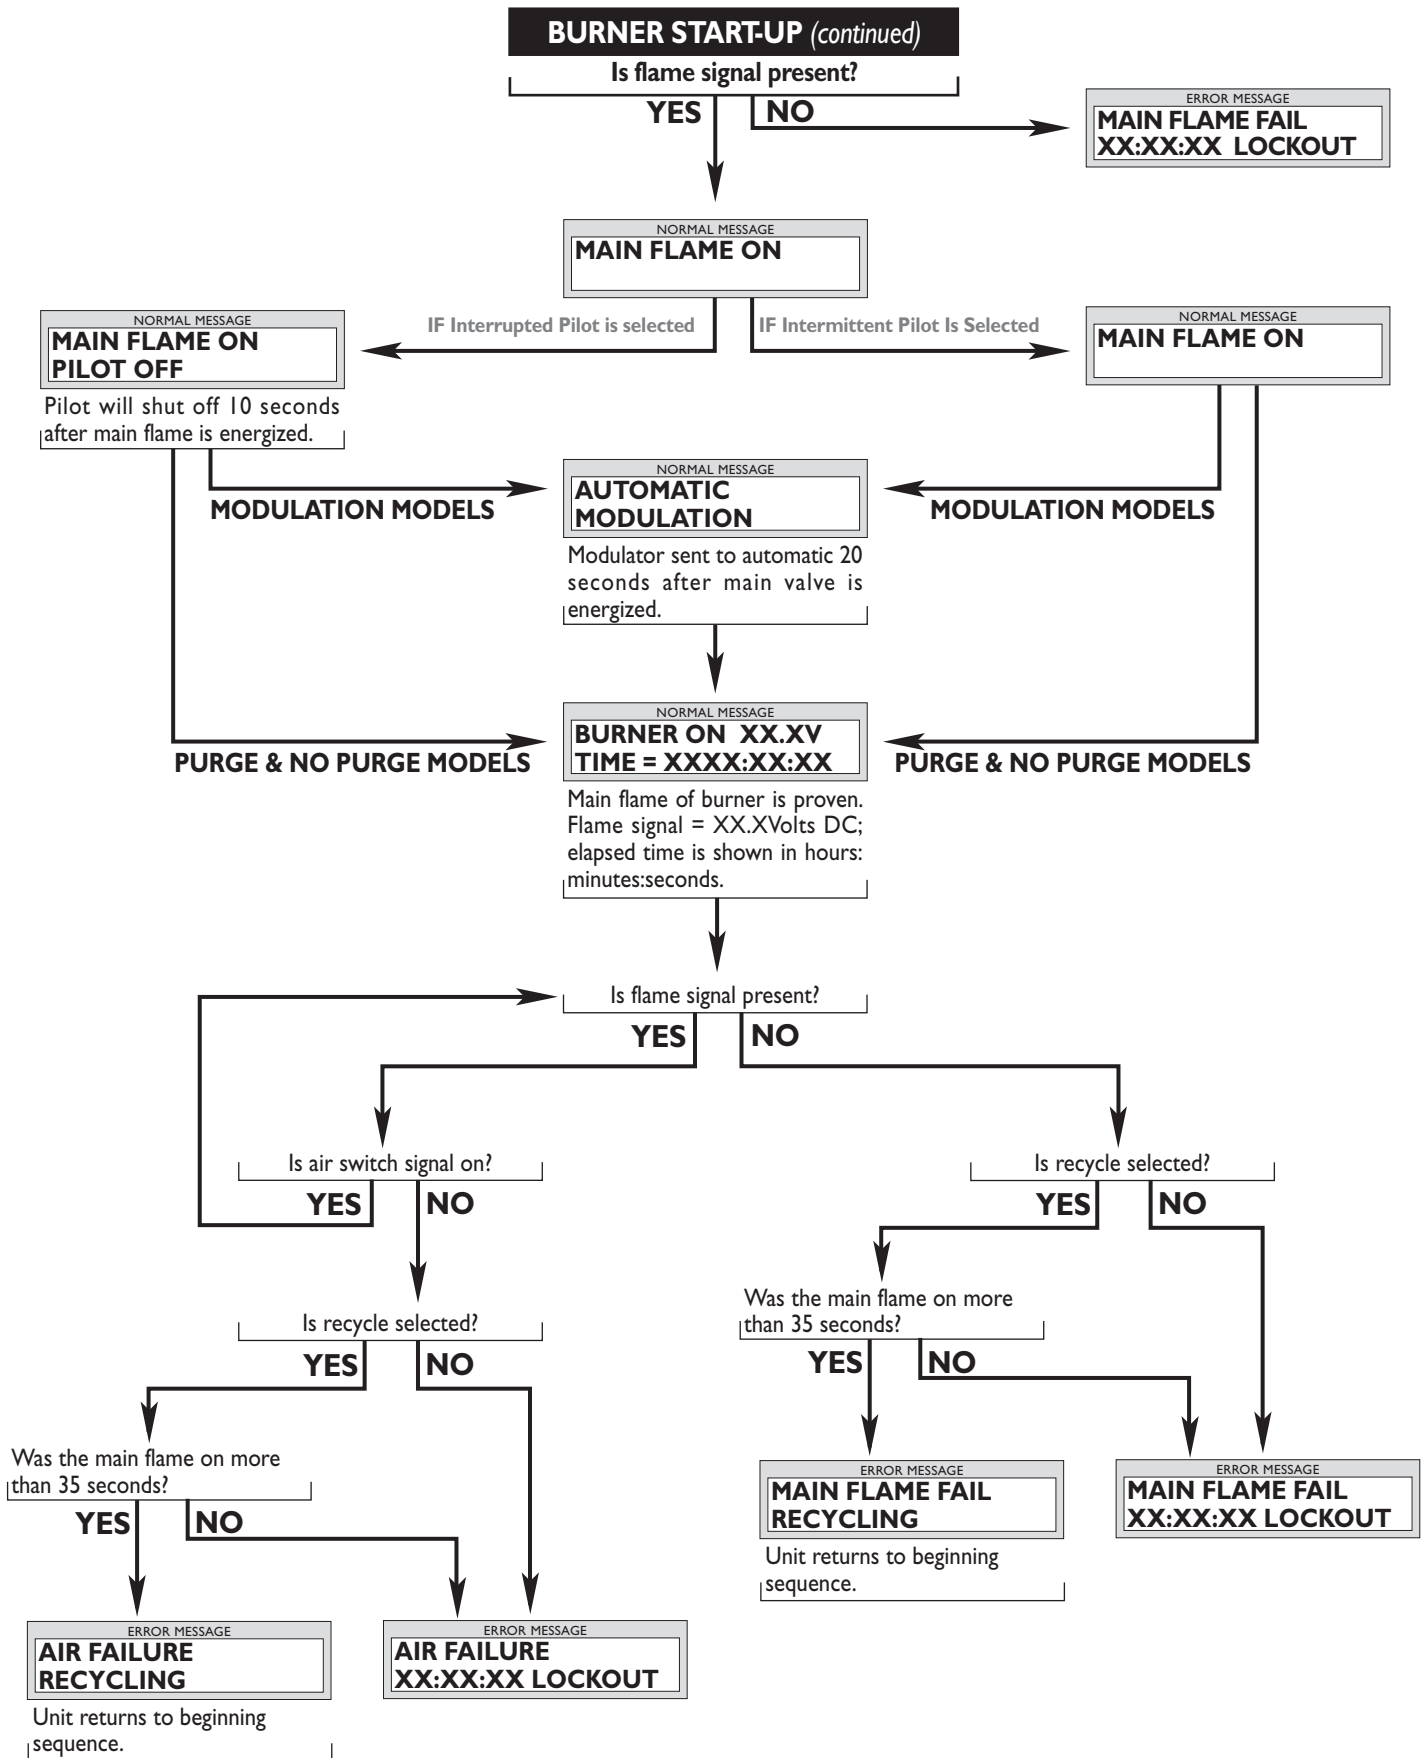 BURNER START-UP (continued)
Is flame signal present?
YES
NO
ERROR MESSAGE
MAIN FLAME FAIL
XX:XX:XX LOCKOUT
NORMAL MESSAGE
MAIN FLAME ON
IF Interrupted Pilot is selected
IF Intermittent Pilot Is Selected
NORMAL MESSAGE
MAIN FLAME ON
PILOT OFF
Pilot will shut off 10 seconds
after main flame is energized.
NORMAL MESSAGE
MAIN FLAME ON
MODULATION MODELS
NORMAL MESSAGE
AUTOMATIC
MODULATION
Modulator sent to automatic 20
seconds after main valve is
energized.
MODULATION MODELS
PURGE & NO PURGE MODELS
NORMAL MESSAGE
BURNER ON XX.XV
TIME = XXXX:XX:XX
Main flame of burner is proven.
Flame signal = XX.XVolts DC;
elapsed time is shown in hours:
minutes:seconds.
PURGE & NO PURGE MODELS
Is flame signal present?
YES
NO
Is air switch signal on?
YES
NO
Is recycle selected?
YES
NO
Is recycle selected?
YES
NO
Was the main flame on more
than 35 seconds?
YES
NO
Was the main flame on more
than 35 seconds?
YES
NO
ERROR MESSAGE
MAIN FLAME FAIL
RECYCLING
Unit returns to beginning
sequence.
ERROR MESSAGE
MAIN FLAME FAIL
XX:XX:XX LOCKOUT
ERROR MESSAGE
AIR FAILURE
RECYCLING
Unit returns to beginning
sequence.
ERROR MESSAGE
AIR FAILURE
XX:XX:XX LOCKOUT